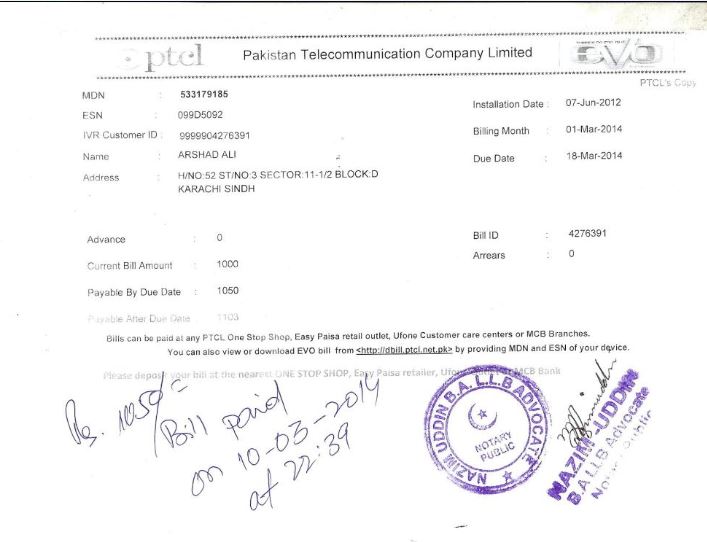 ptcl Pakistan Telecommunication Company Limited EVO
PTCL's Copy
MDN : 533179185
Installation Date : 07-Jun-2012
ESN : 099D5092
IVR Customer ID : 9999904276391
Billing Month : 01-Mar-2014
Name : ARSHAD ALI
Due Date : 18-Mar-2014
Address : H/NO:52 ST/NO:3 SECTOR:11-1/2 BLOCK:D
KARACHI SINDH
Advance : 0
Bill ID : 4276391
Arrears : 0
Current Bill Amount : 1000
Payable By Due Date : 1050
Payable After Due Date : 1103
Bills can be paid at any PTCL One Stop Shop, Easy Paisa retail outlet, Ufone Customer care centers or MCB Branches.
You can also view or download EVO bill from <http://dbill.ptcl.net.pk> by providing MDN and ESN of your device.
Please deposit your bill at the nearest ONE STOP SHOP, Easy Paisa retailer, MCB Bank
Rs. 1050/=
Bill paid
on 10-03-2014
at 22:39
NAZIM UDDIN B.A. L.L.B ADVOCATE
NOTARY
PUBLIC
NAZIM-UDDIN
B.A LLB Advocate
Notary Public